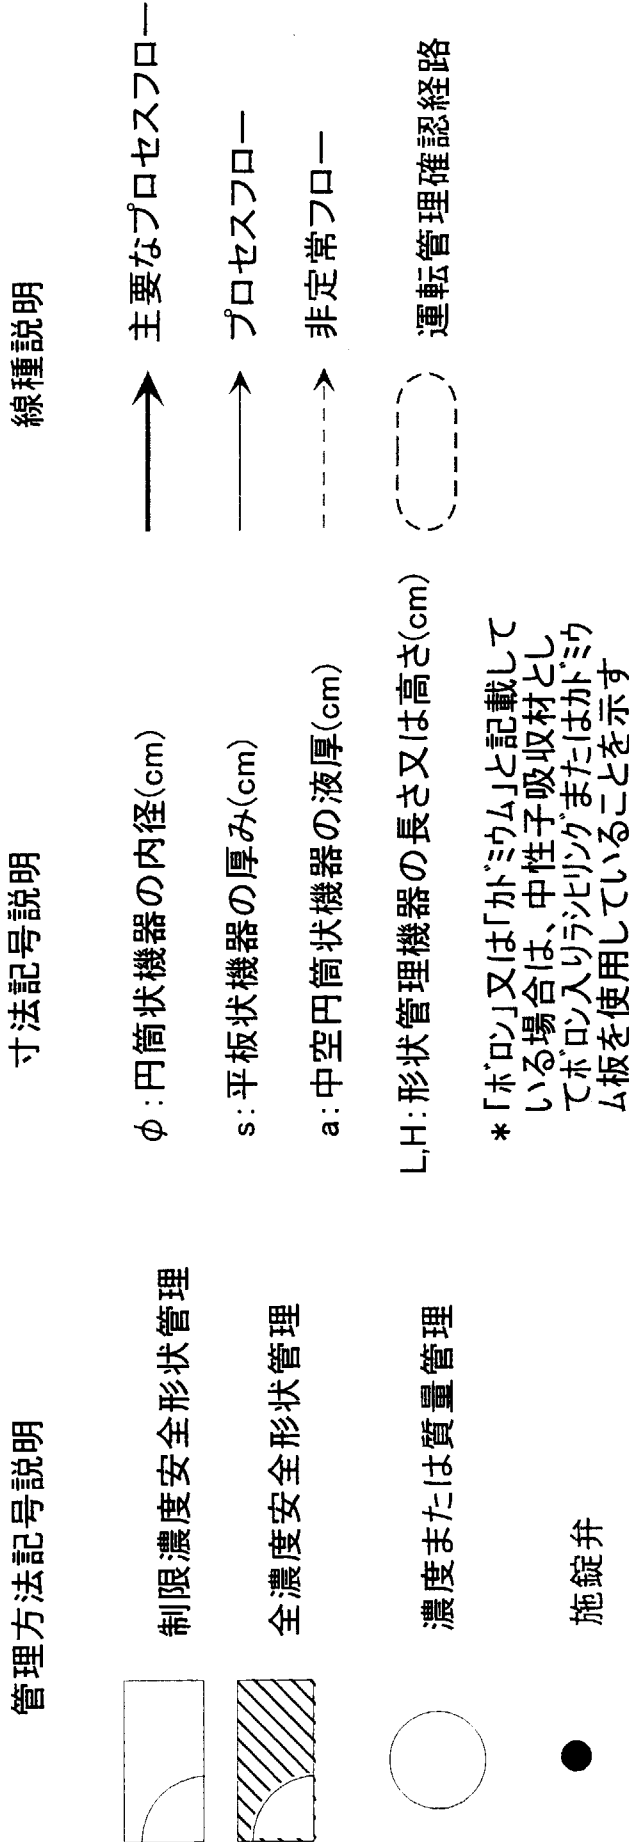 管理方法記号説明
制限濃度安全形状管理
全濃度安全形状管理
濃度または質量管理
施錠弁
寸法記号説明
φ:円筒状機器の内径(cm)
s:平板状機器の厚み(cm)
a:中空円筒状機器の液厚(cm)
L,H:形状管理機器の長さ又は高さ(cm)
*「ﾎﾞﾛﾝ」又は「ｶﾄﾞﾐｳﾑ」と記載して
いる場合は、中性子吸収材とし
てﾎﾞﾛﾝ入りﾗｼﾋﾘﾝｸﾞまたはｶﾄﾞﾐｳ
ﾑ板を使用していることを示す
線種説明
主要なプロセスフロー
プロセスフロー
非定常フロー
運転管理確認経路